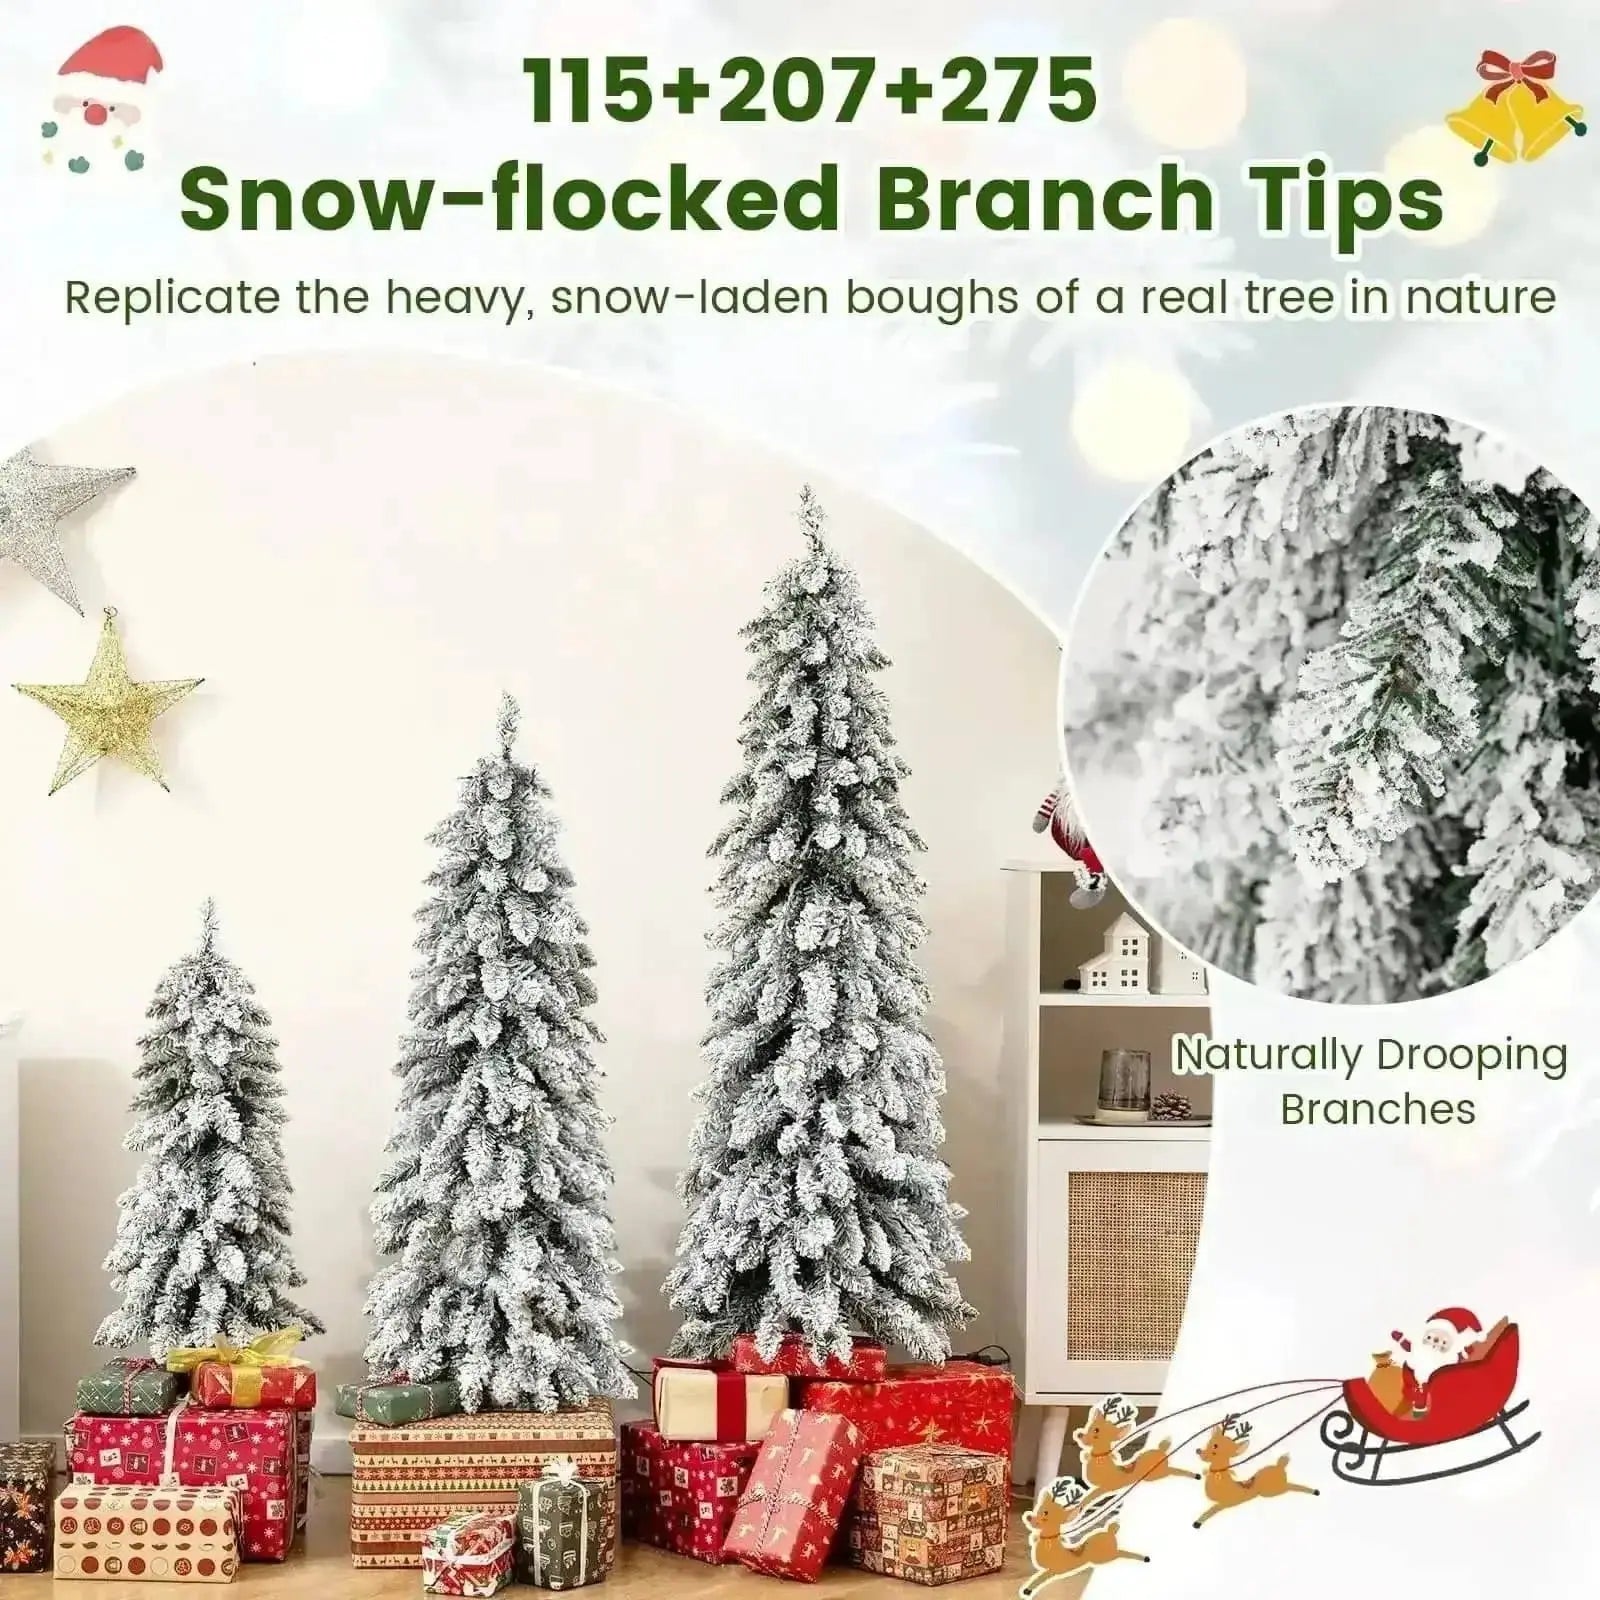 115+207+275
Snow-flocked Branch Tips
Replicate the heavy, snow-laden boughs of a real tree in nature
Naturally Drooping
Branches